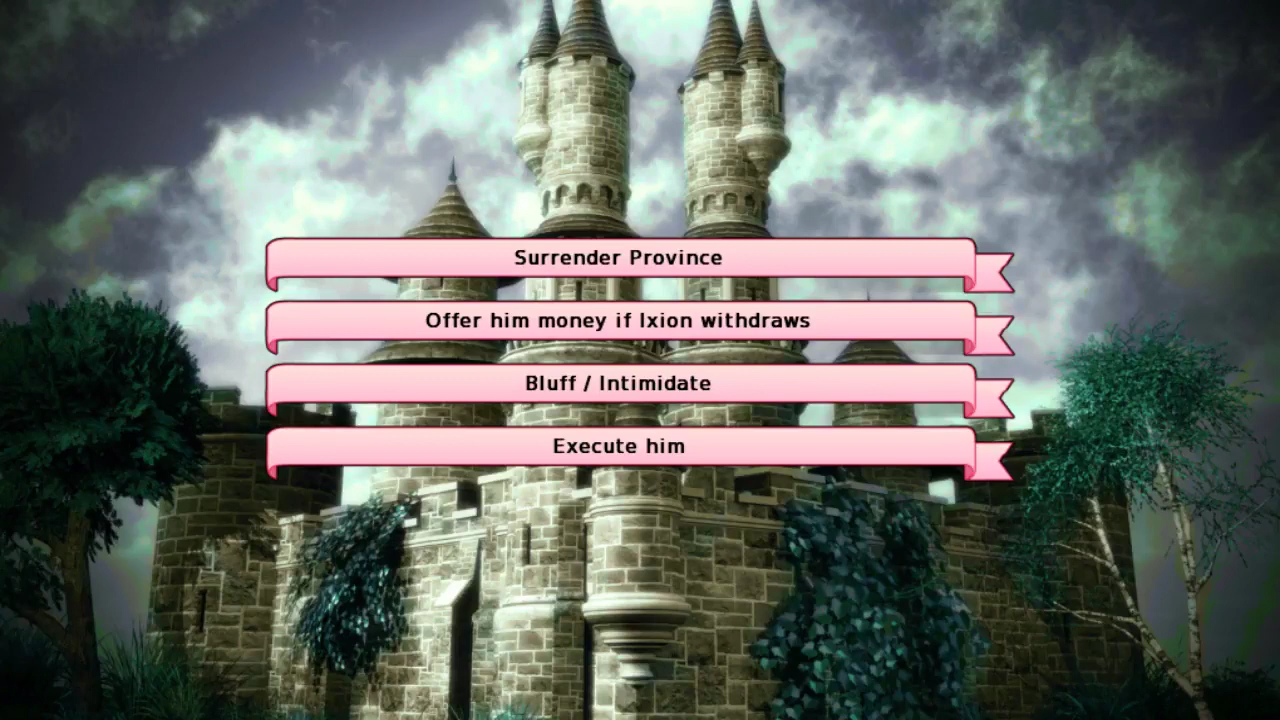 Surrender Province
Offer him money if Ixion withdraws
Bluff / Intimidate
Execute him